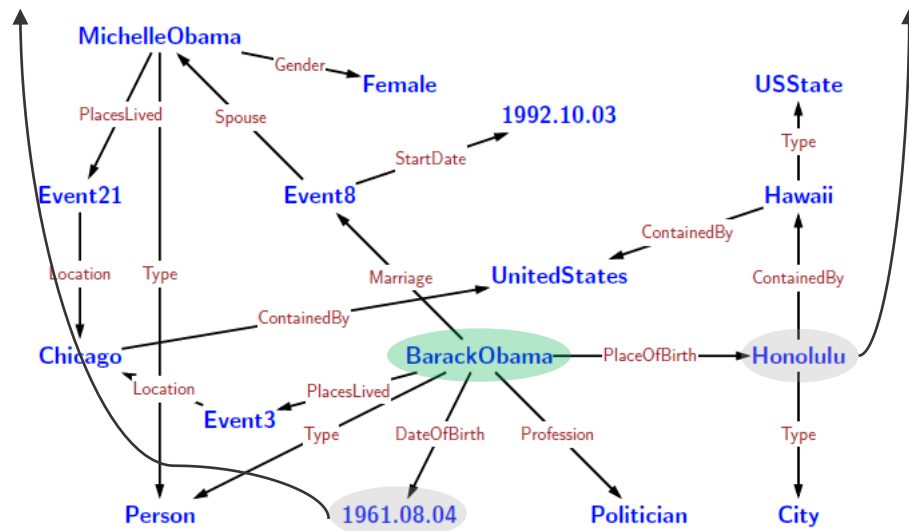 MichelleObama
Gender
Female
USState
PlacesLived
Spouse
1992.10.03
StartDate
Type
Event21
Event8
Hawaii
ContainedBy
Location
Type
Marriage
UnitedStates
ContainedBy
ContainedBy
Chicago
BarackObama
PlaceOfBirth
Honolulu
Location
PlacesLived
Event3
Type
DateOfBirth
Profession
Type
Person
1961.08.04
Politician
City